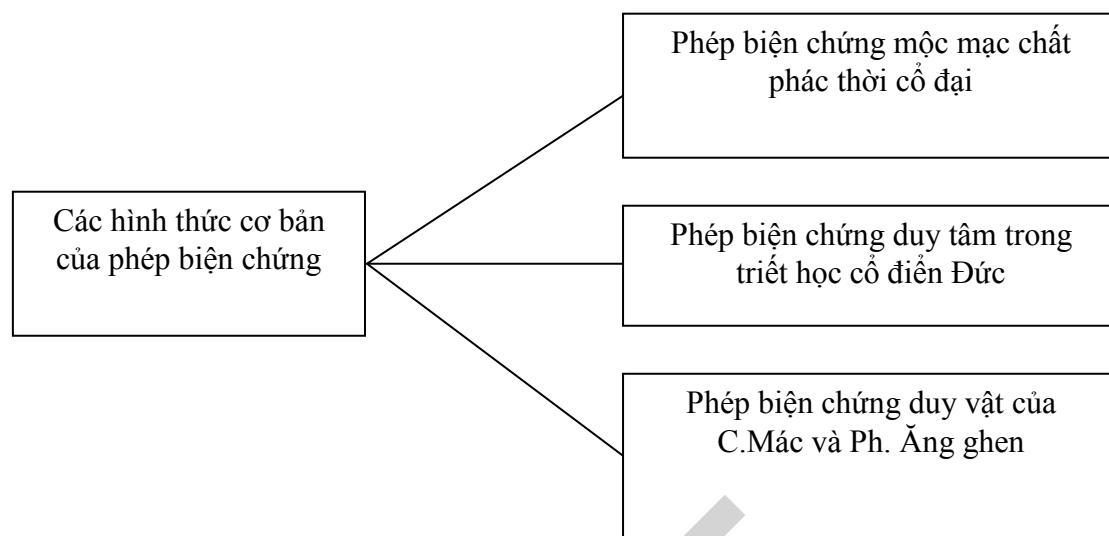 Phép biện chứng mộc mạc chất
phác thời cổ đại
Các hình thức cơ bản
của phép biện chứng
Phép biện chứng duy tâm trong
triết học cổ điển Đức
Phép biện chứng duy vật của
C.Mác và Ph. Ăng ghen